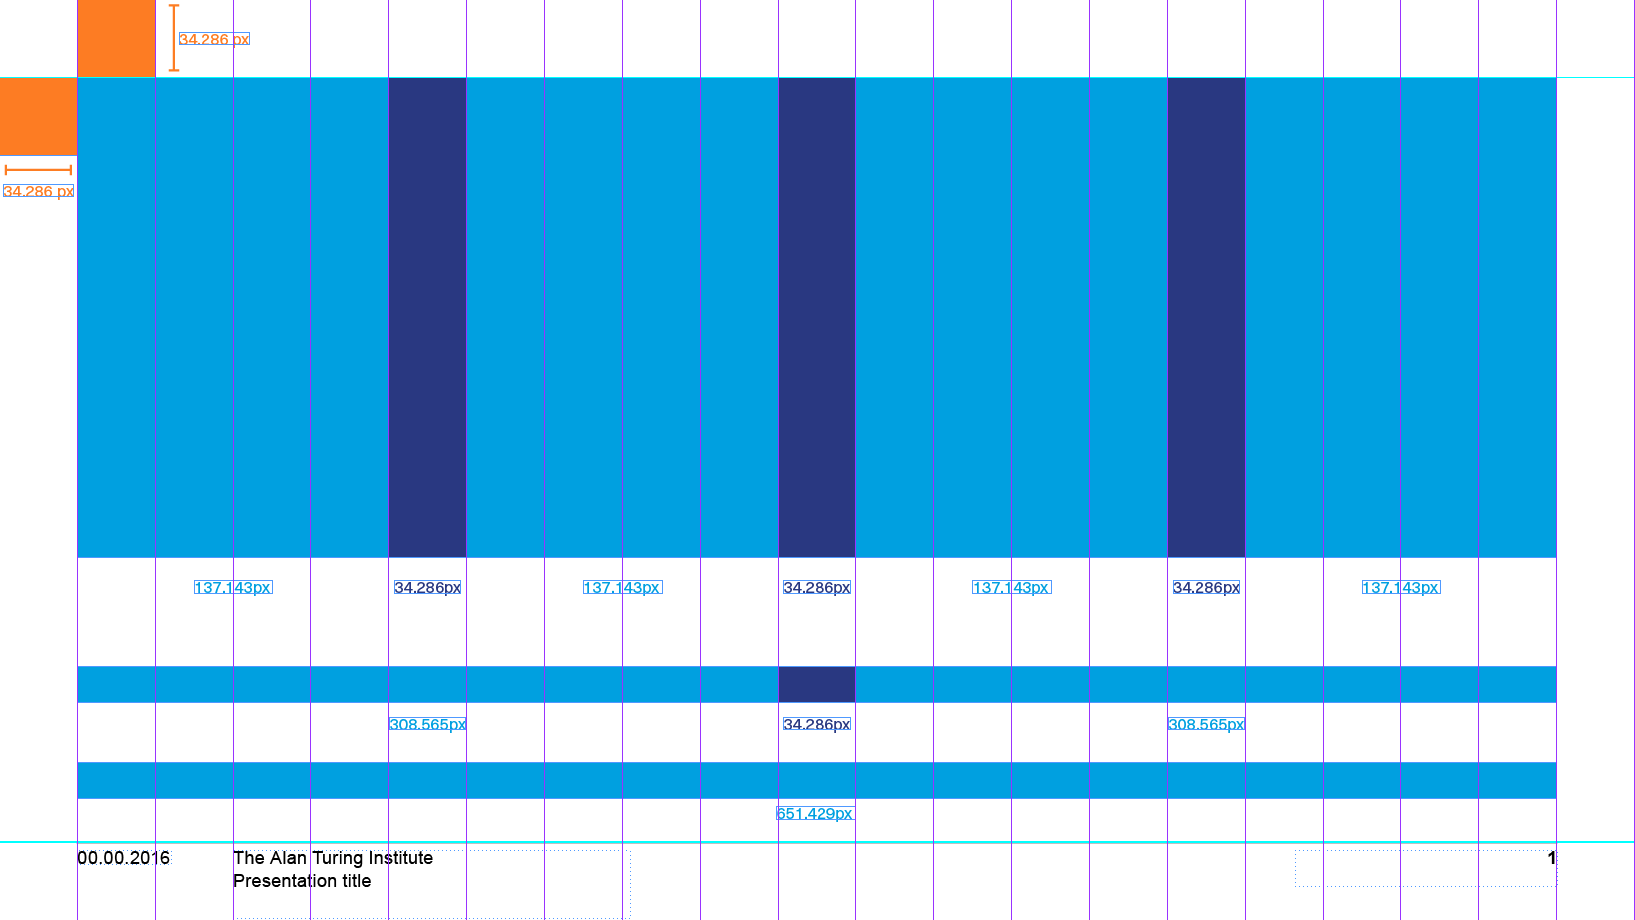 34.286 px
34.286 px
137.143px 34.286px 137.143px 34.286px 137.143px 34.286px 137.143px
308.565px 34.286px 308.565px
651.429px
00.00.2016 The Alan Turing Institute 1
Presentation title